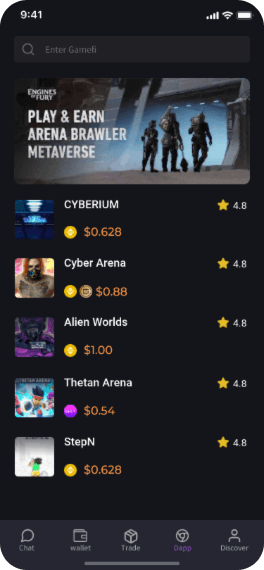 9:41
Enter Gamefi
ENGINES
OF FURY
PLAY & EARN
ARENA BRAWLER
METAVERSE
CYBERIUM
4.8
$0.628
Cyber Arena
4.8
$0.88
Alien Worlds
4.8
$1.00
THETAN ARENA
Thetan Arena
4.8
$0.54
StepN
4.8
$0.628
Chat
wallet
Trade
Dapp
Discover